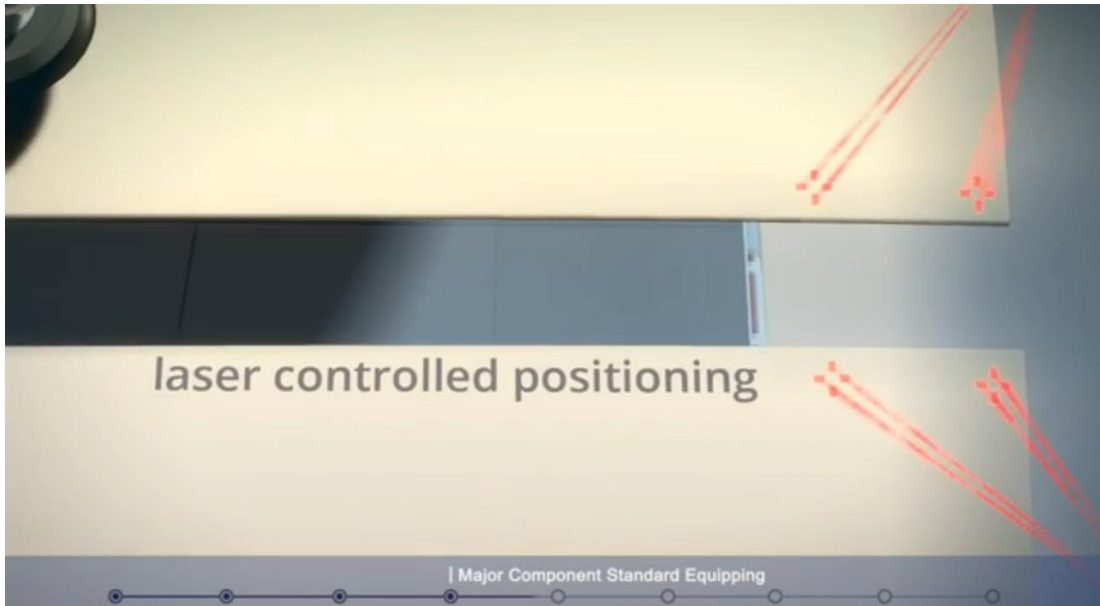 laser controlled positioning
| Major Component Standard Equipping